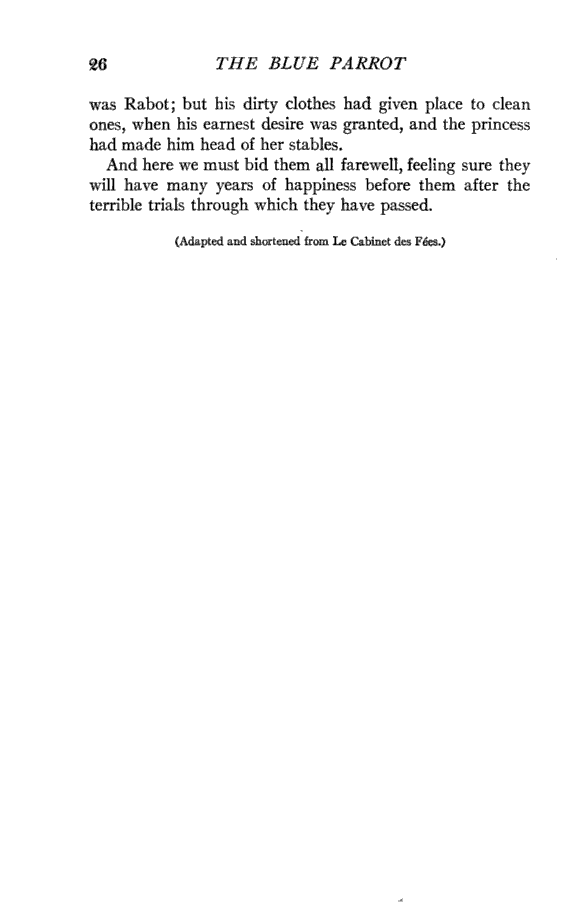 26 THE BLUE PARROT
was Rabot; but his dirty clothes had given place to clean
ones, when his earnest desire was granted, and the princess
had made him head of her stables.
And here we must bid them all farewell, feeling sure they
will have many years of happiness before them after the
terrible trials through which they have passed.
(Adapted and shortened from Le Cabinet des Fées.)